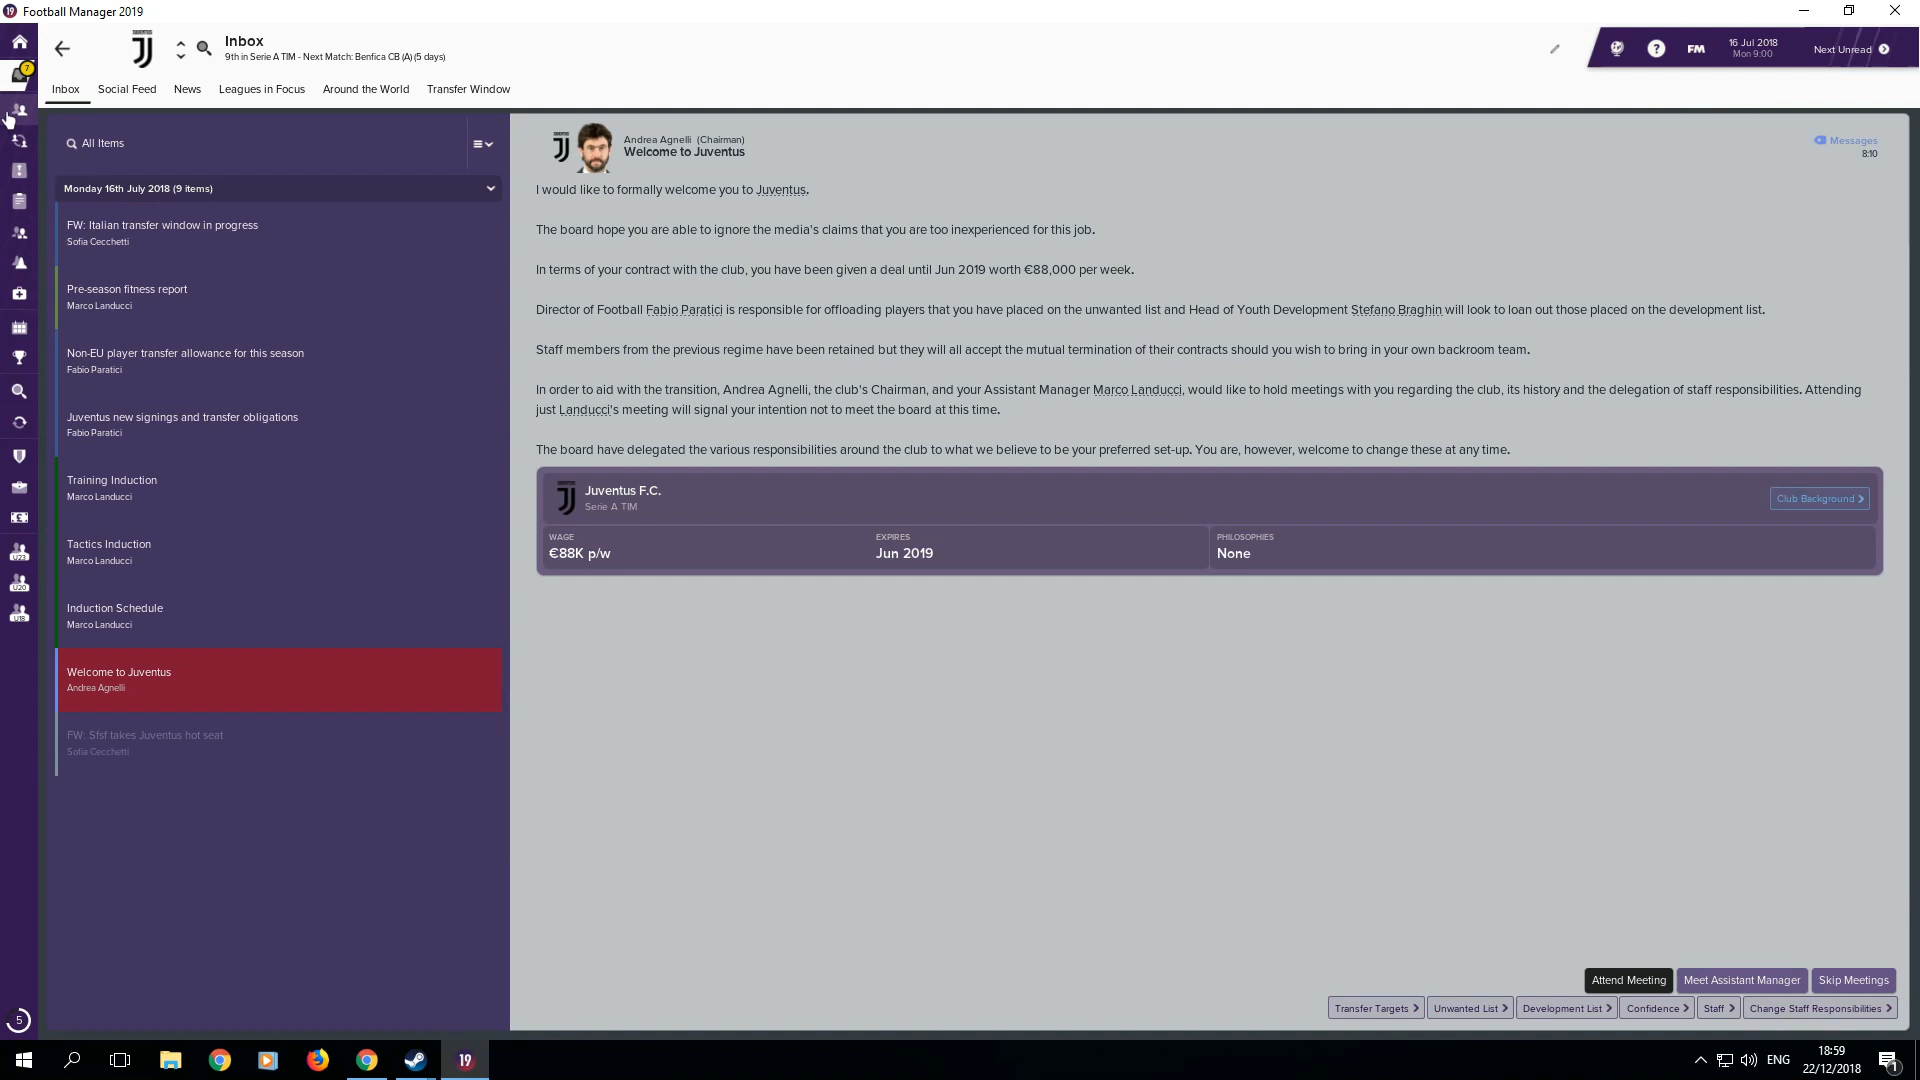 Football Manager 2019
Inbox
9th in Serie A TIM - Next Match: Benfica CB (A) (5 days)
FM
16 Jul 2018
Mon 9:00
Next Unread
7
Inbox
Social Feed
News
Leagues in Focus
Around the World
Transfer Window
All Items
Monday 16th July 2018 (9 items)
FW: Italian transfer window in progress
Sofia Cecchetti
Pre-season fitness report
Marco Landucci
Non-EU player transfer allowance for this season
Fabio Paratici
Juventus new signings and transfer obligations
Fabio Paratici
Training Induction
Marco Landucci
Tactics Induction
Marco Landucci
Induction Schedule
Marco Landucci
Welcome to Juventus
Andrea Agnelli
FW: Sfsf takes Juventus hot seat
Sofia Cecchetti
U23
U20
U18
5
Andrea Agnelli (Chairman)
Welcome to Juventus
Messages
8:10
I would like to formally welcome you to Juventus.
The board hope you are able to ignore the media's claims that you are too inexperienced for this job.
In terms of your contract with the club, you have been given a deal until Jun 2019 worth €88,000 per week.
Director of Football Fabio Paratici is responsible for offloading players that you have placed on the unwanted list and Head of Youth Development Stefano Braghin will look to loan out those placed on the development list.
Staff members from the previous regime have been retained but they will all accept the mutual termination of their contracts should you wish to bring in your own backroom team.
In order to aid with the transition, Andrea Agnelli, the club's Chairman, and your Assistant Manager Marco Landucci, would like to hold meetings with you regarding the club, its history and the delegation of staff responsibilities. Attending
just Landucci's meeting will signal your intention not to meet the board at this time.
The board have delegated the various responsibilities around the club to what we believe to be your preferred set-up. You are, however, welcome to change these at any time.
Juventus F.C.
Serie A TIM
Club Background
WAGE
€88K p/w
EXPIRES
Jun 2019
PHILOSOPHIES
None
Attend Meeting
Meet Assistant Manager
Skip Meetings
Transfer Targets
Unwanted List
Development List
Confidence
Staff
Change Staff Responsibilities
19
ENG
18:59
22/12/2018
1